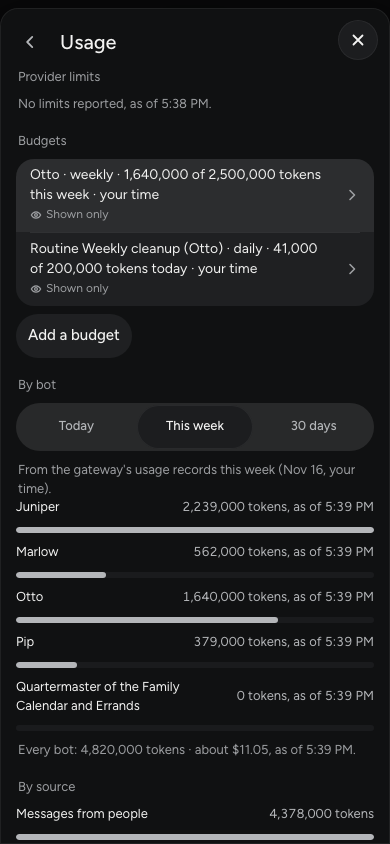 Usage
Provider limits
No limits reported, as of 5:38 PM.
Budgets
Otto · weekly · 1,640,000 of 2,500,000 tokens
this week · your time
Shown only
Routine Weekly cleanup (Otto) · daily · 41,000
of 200,000 tokens today · your time
Shown only
Add a budget
By bot
Today This week 30 days
From the gateway's usage records this week (Nov 16, your
time).
Juniper 2,239,000 tokens, as of 5:39 PM
Marlow 562,000 tokens, as of 5:39 PM
Otto 1,640,000 tokens, as of 5:39 PM
Pip 379,000 tokens, as of 5:39 PM
Quartermaster of the Family
Calendar and Errands
0 tokens, as of 5:39 PM
Every bot: 4,820,000 tokens · about $11.05, as of 5:39 PM.
By source
Messages from people 4,378,000 tokens